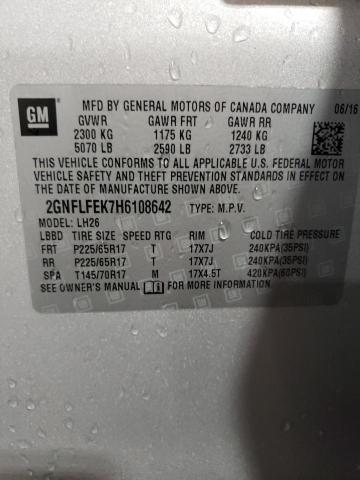 GM
MFD BY GENERAL MOTORS OF CANADA COMPANY 06/16
GVWR GAWR FRT GAWR RR
2300 KG 1175 KG 1240 KG
5070 LB 2590 LB 2733 LB
THIS VEHICLE CONFORMS TO ALL APPLICABLE U.S. FEDERAL MOTOR
VEHICLE SAFETY AND THEFT PREVENTION STANDARDS IN EFFECT ON
THE DATE OF MANUFACTURE SHOWN ABOVE.
2GNFLFEK7H6108642 TYPE: M.P.V.
MODEL: LH26
LBBD TIRE SIZE SPEED RTG RIM COLD TIRE PRESSURE
FRT P225/65R17 T 17X7J 240KPA(35PSI)
RR P225/65R17 T 17X7J 240KPA(35PSI)
SPA T145/70R17 M 17X4.5T 420KPA(60PSI)
SEE OWNER'S MANUAL FOR MORE INFORMATION.